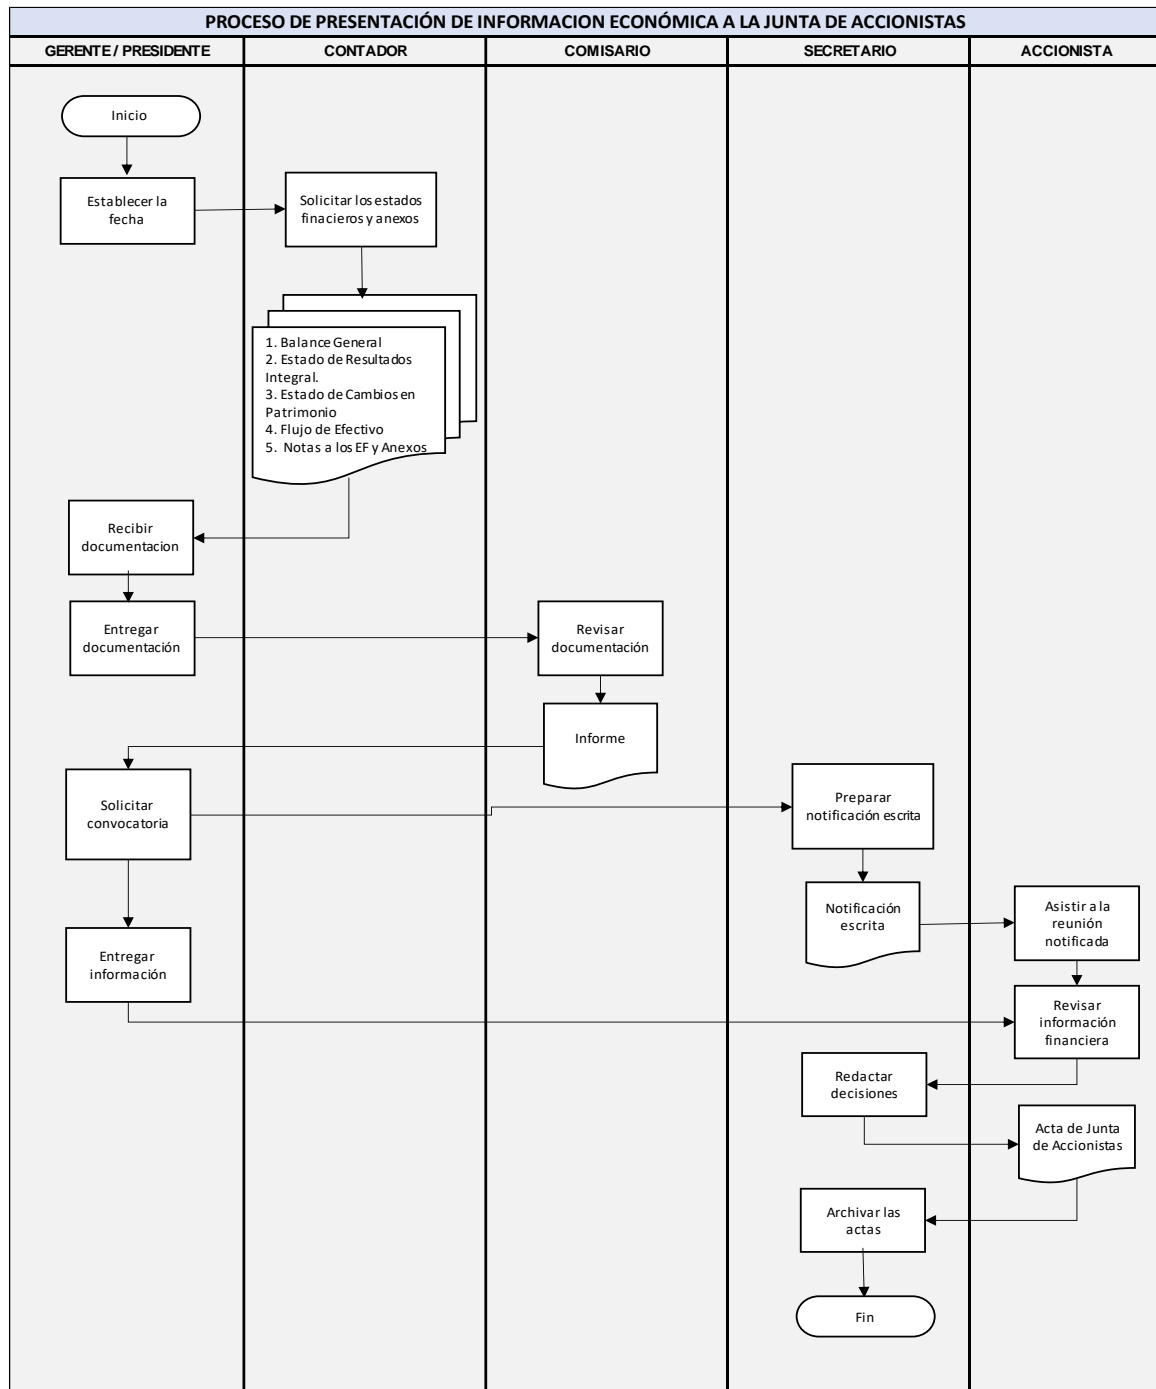 PROCESO DE PRESENTACIÓN DE INFORMACION ECONÓMICA A LA JUNTA DE ACCIONISTAS
GERENTE / PRESIDENTE
CONTADOR
COMISARIO
SECRETARIO
ACCIONISTA
Inicio
Establecer la
fecha
Solicitar los estados
finacieros y anexos
1. Balance General
2. Estado de Resultados
Integral.
3. Estado de Cambios en
Patrimonio
4. Flujo de Efectivo
5. Notas a los EF y Anexos
Recibir
documentacion
Entregar
documentación
Revisar
documentación
Informe
Solicitar
convocatoria
Preparar
notificación escrita
Notificación
escrita
Asistir a la
reunión
notificada
Entregar
información
Revisar
información
financiera
Redactar
decisiones
Acta de Junta
de Accionistas
Archivar las
actas
Fin